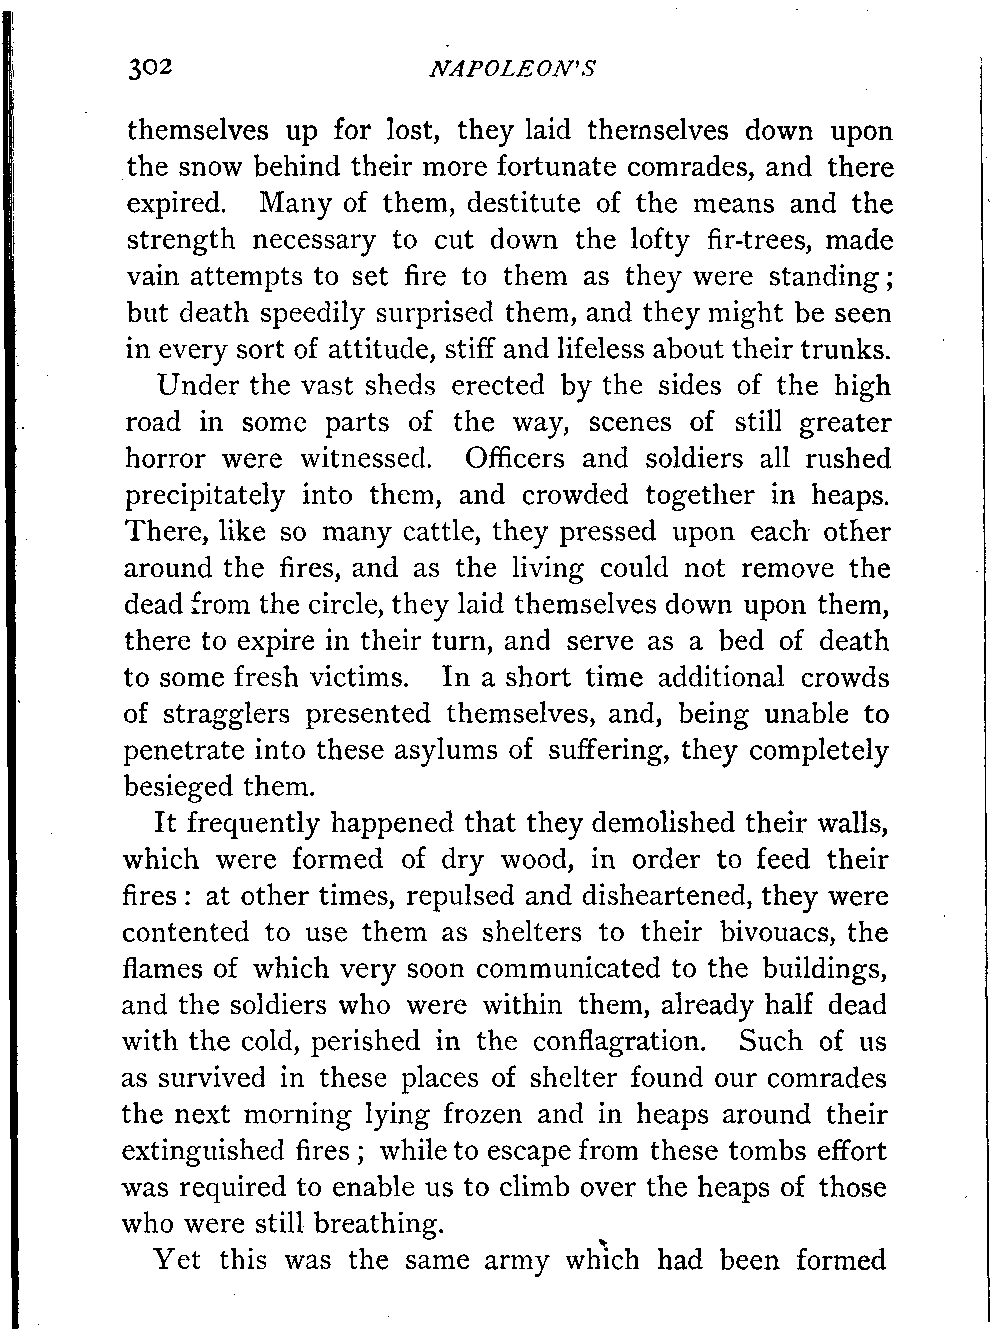 302 NAPOLEON'S
themselves up for lost, they laid themselves down upon
the snow behind their more fortunate comrades, and there
expired. Many of them, destitute of the means and the
strength necessary to cut down the lofty fir-trees, made
vain attempts to set fire to them as they were standing;
but death speedily surprised them, and they might be seen
in every sort of attitude, stiff and lifeless about their trunks.
Under the vast sheds erected by the sides of the high
road in some parts of the way, scenes of still greater
horror were witnessed. Officers and soldiers all rushed
precipitately into them, and crowded together in heaps.
There, like so many cattle, they pressed upon each other
around the fires, and as the living could not remove the
dead from the circle, they laid themselves down upon them,
there to expire in their turn, and serve as a bed of death
to some fresh victims. In a short time additional crowds
of stragglers presented themselves, and, being unable to
penetrate into these asylums of suffering, they completely
besieged them.
It frequently happened that they demolished their walls,
which were formed of dry wood, in order to feed their
fires: at other times, repulsed and disheartened, they were
contented to use them as shelters to their bivouacs, the
flames of which very soon communicated to the buildings,
and the soldiers who were within them, already half dead
with the cold, perished in the conflagration. Such of us
as survived in these places of shelter found our comrades
the next morning lying frozen and in heaps around their
extinguished fires; while to escape from these tombs effort
was required to enable us to climb over the heaps of those
who were still breathing.
Yet this was the same army which had been formed